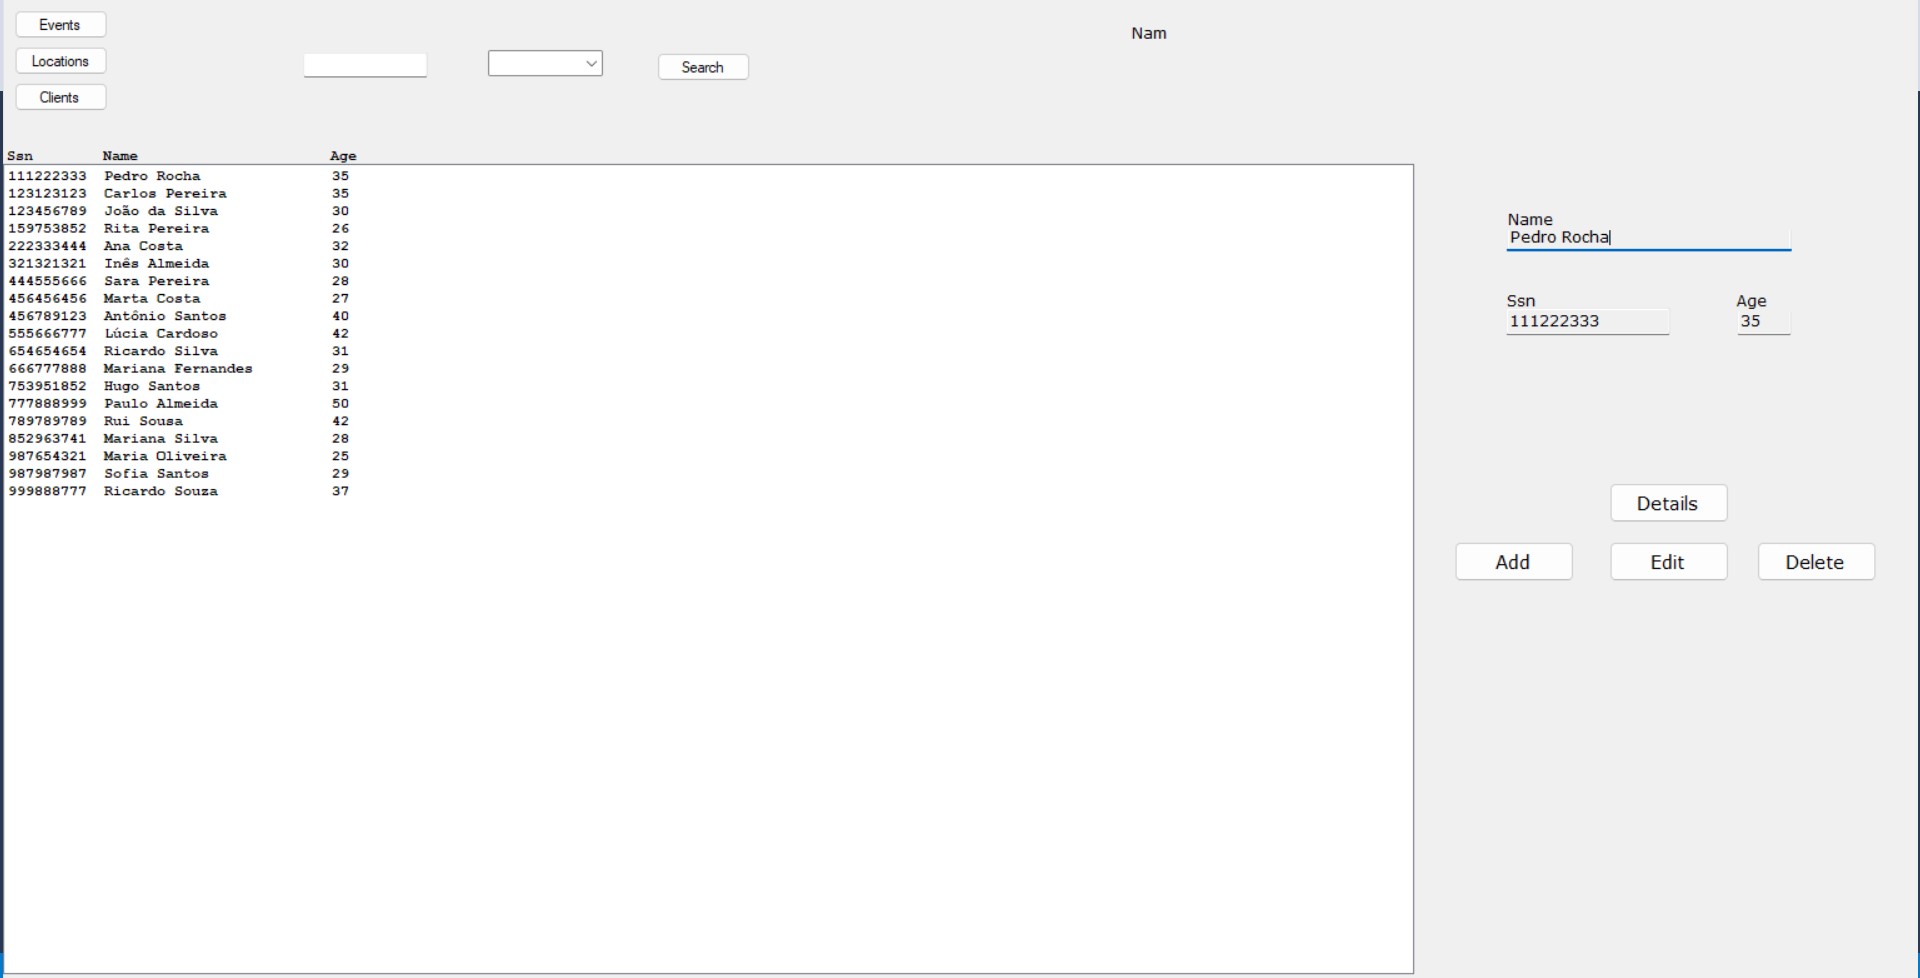 Events
Locations
Clients
Search
Nam
Ssn Name Age
111222333 Pedro Rocha 35
123123123 Carlos Pereira 35
123456789 João da Silva 30
159753852 Rita Pereira 26
222333444 Ana Costa 32
321321321 Inês Almeida 30
444555666 Sara Pereira 28
456456456 Marta Costa 27
456789123 Antônio Santos 40
555666777 Lúcia Cardoso 42
654654654 Ricardo Silva 31
666777888 Mariana Fernandes 29
753951852 Hugo Santos 31
777888999 Paulo Almeida 50
789789789 Rui Sousa 42
852963741 Mariana Silva 28
987654321 Maria Oliveira 25
987987987 Sofia Santos 29
999888777 Ricardo Souza 37
Name
Pedro Rocha
Ssn Age
111222333 35
Details
Add Edit Delete